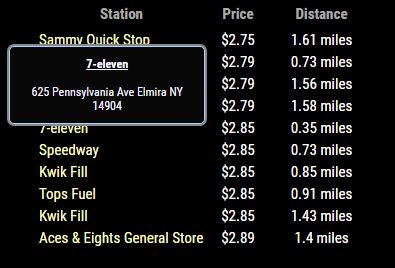 Station Price Distance
Sammy Quick Stop $2.75 1.61 miles
7-eleven
625 Pennsylvania Ave Elmira NY
14904
$2.79 0.73 miles
$2.79 1.56 miles
$2.79 1.58 miles
7-eleven $2.85 0.35 miles
Speedway $2.85 0.73 miles
Kwik Fill $2.85 0.85 miles
Tops Fuel $2.85 0.91 miles
Kwik Fill $2.85 1.43 miles
Aces & Eights General Store $2.89 1.4 miles